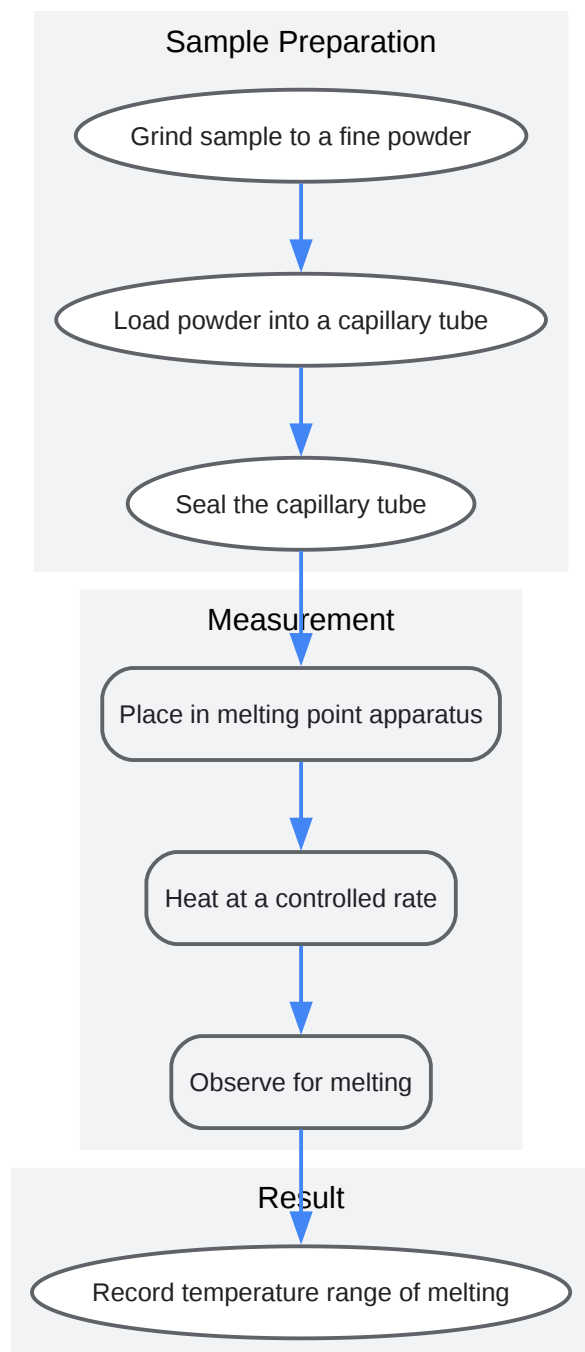 Sample Preparation
Grind sample to a fine powder
Load powder into a capillary tube
Seal the capillary tube
Measurement
Place in melting point apparatus
Heat at a controlled rate
Observe for melting
Result
Record temperature range of melting